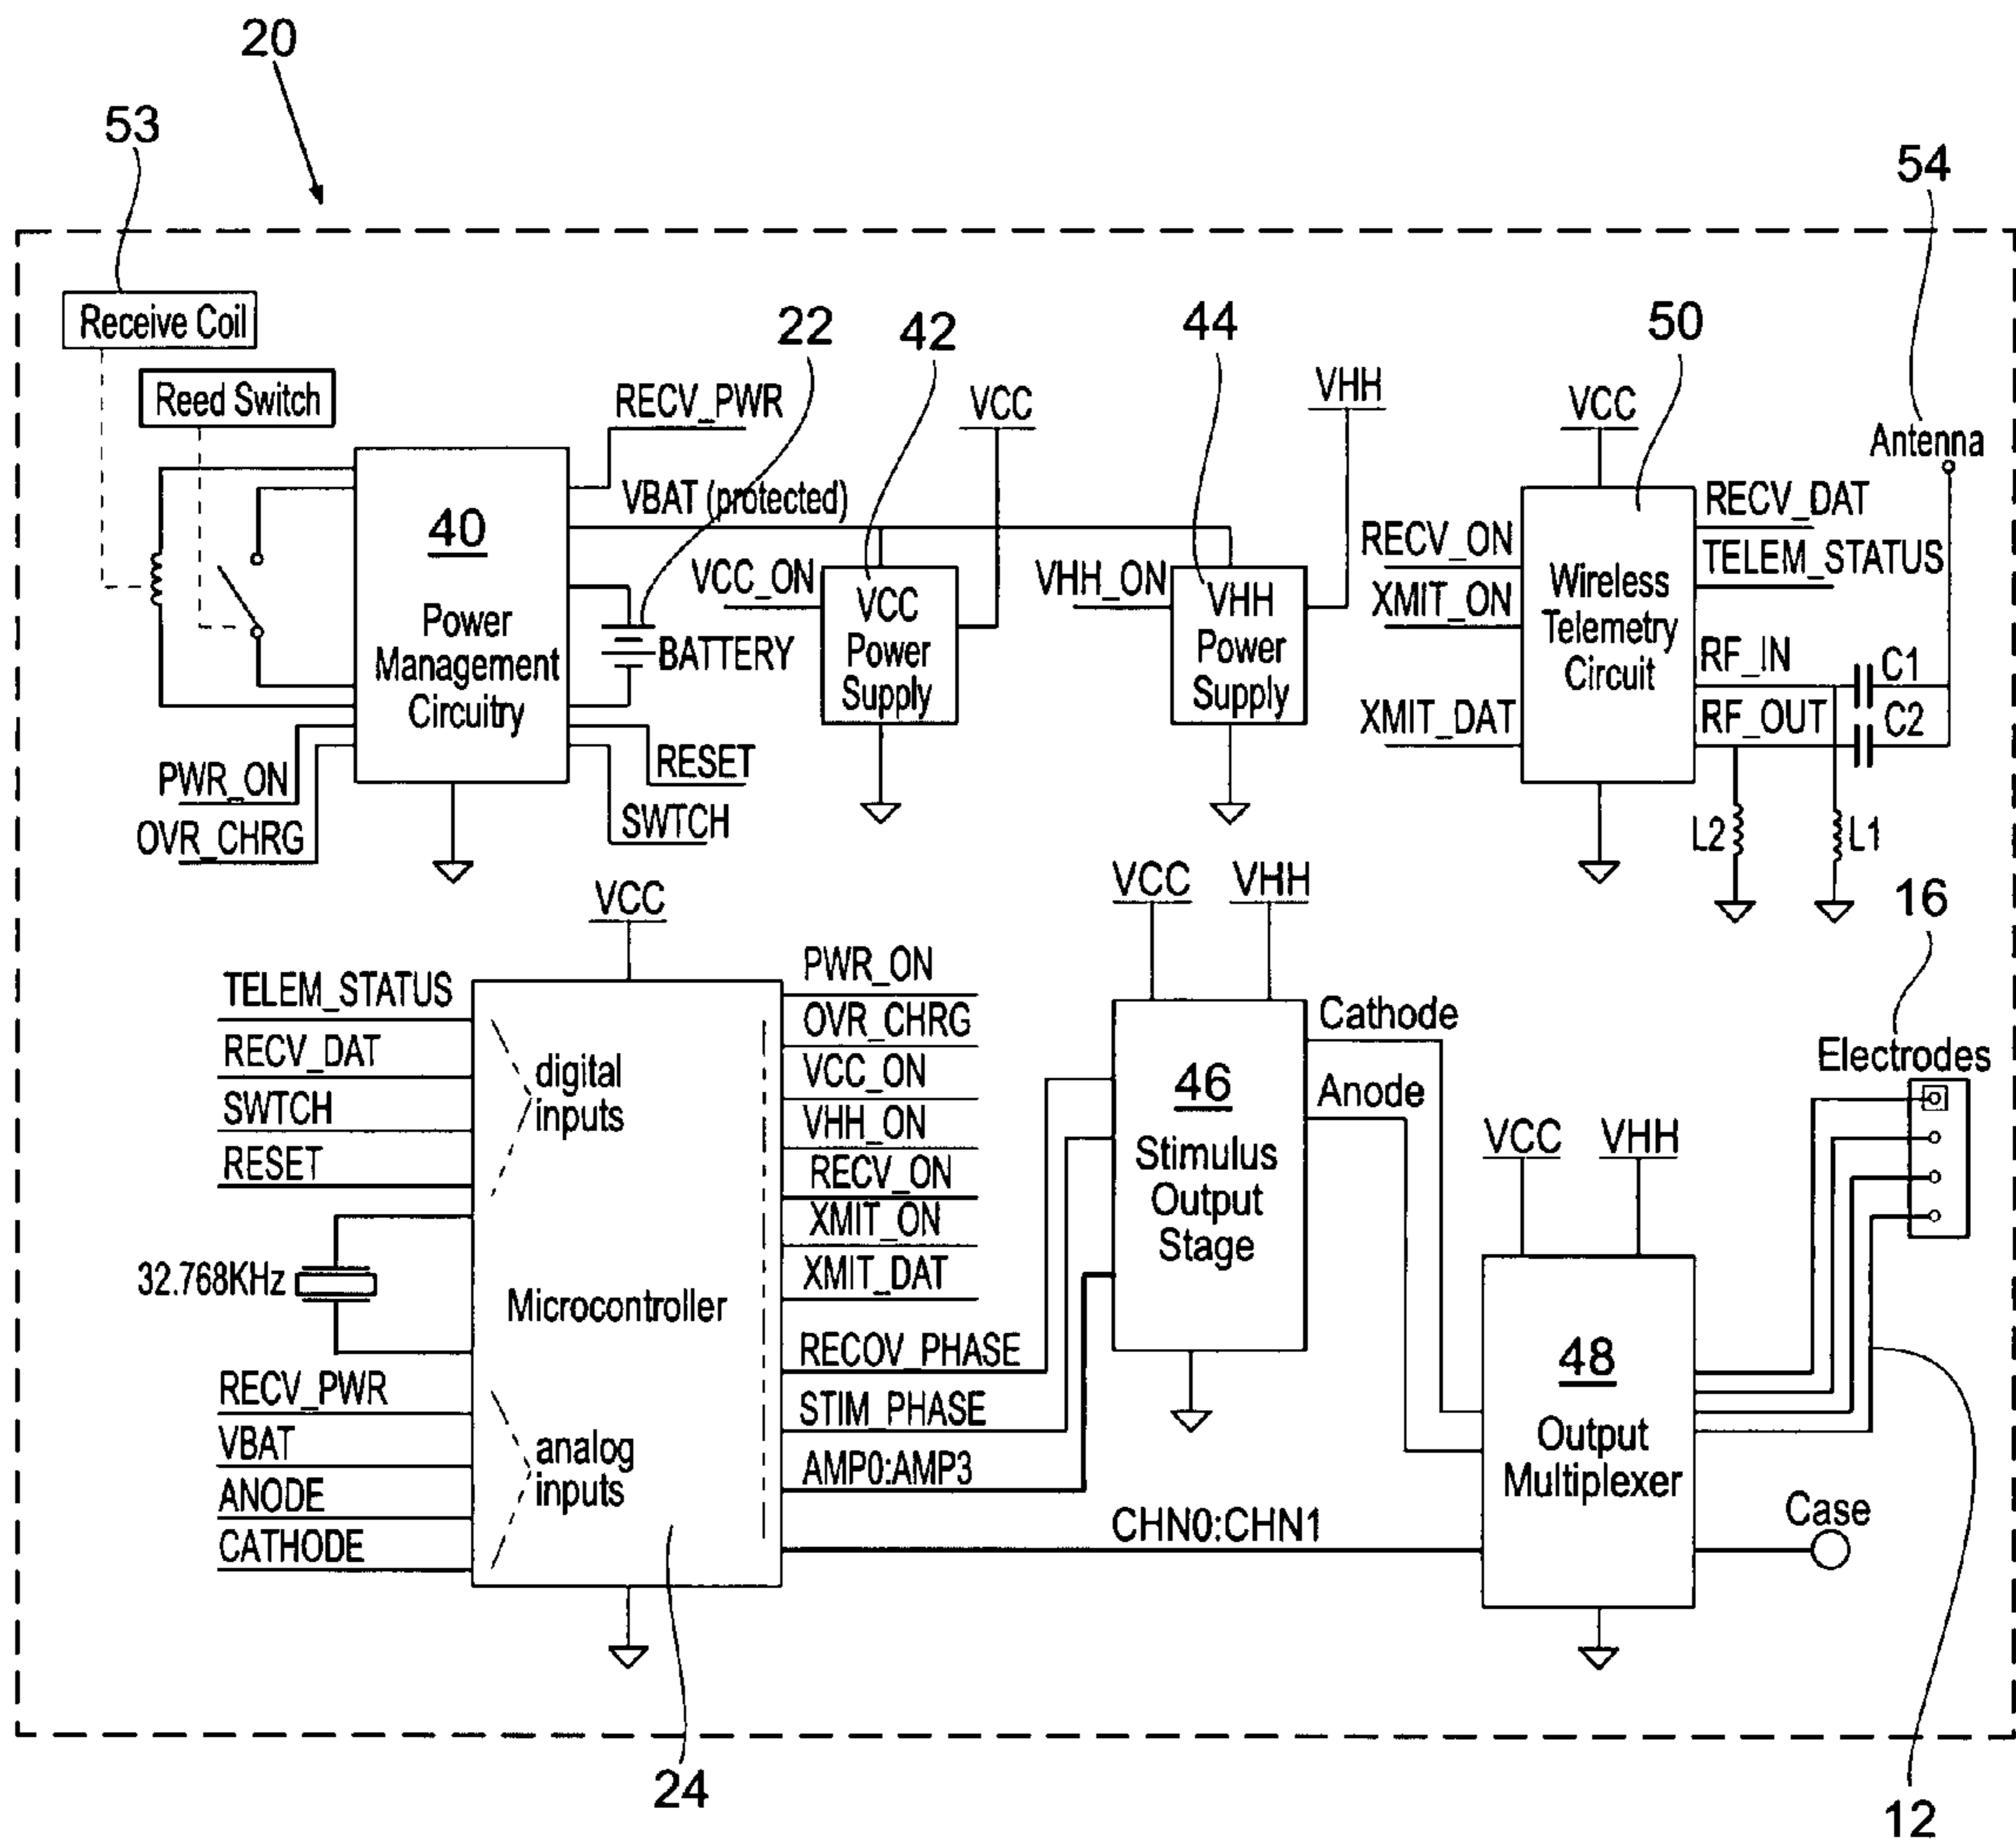 20
53
54
Receive Coil
22
42
44
50
Reed Switch
RECV_PWR
VCC
VHH
VCC
Antenna
VBAT (protected)
40
Power
Management
Circuitry
BATTERY
VCC_ON
VCC
Power
Supply
VHH_ON
VHH
Power
Supply
RECV_ON
XMIT_ON
XMIT_DAT
Wireless
Telemetry
Circuit
RECV_DAT
TELEM_STATUS
RF_IN
C1
RF_OUT
C2
PWR_ON
OVR_CHRG
RESET
SWTCH
L2
L1
VCC
VCC
VHH
16
TELEM_STATUS
RECV_DAT
SWTCH
RESET
32.768KHz
RECV_PWR
VBAT
ANODE
CATHODE
digital
inputs
Microcontroller
analog
inputs
PWR_ON
OVR_CHRG
VCC_ON
VHH_ON
RECV_ON
XMIT_ON
XMIT_DAT
RECOV_PHASE
STIM_PHASE
AMP0:AMP3
CHN0:CHN1
46
Stimulus
Output
Stage
Cathode
Anode
Electrodes
VCC
VHH
48
Output
Multiplexer
Case
24
12